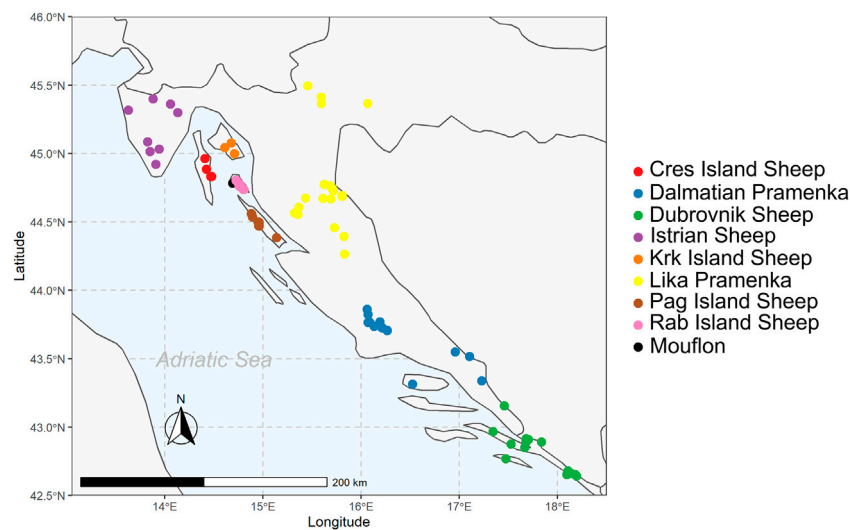 46.0°N
45.5°N
45.0°N
44.5°N
44.0°N
43.5°N
43.0°N
42.5°N
Latitude
Adriatic Sea
N
200 km
14°E
15°E
16°E
17°E
18°E
Longitude
Cres Island Sheep
Dalmatian Pramenka
Dubrovnik Sheep
Istrian Sheep
Krk Island Sheep
Lika Pramenka
Pag Island Sheep
Rab Island Sheep
Mouflon